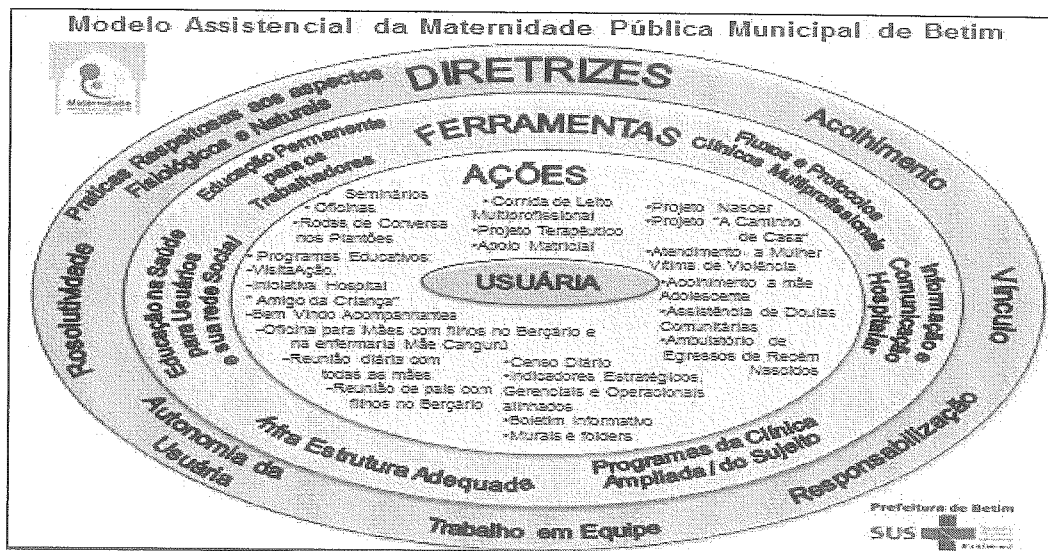 Modelo Assistencial da Maternidade Pública Municipal de Betim
Maternidade
DIRETRIZES
Práticas Respeitosas aos aspectos
Fisiológicos e Naturais
Acolhimento
Vínculo
Responsabilização
Trabalho em Equipe
Autonomia da
Usuária
Resolutividade
FERRAMENTAS
Educação Permanente
para os
Trabalhadores
Fluxos e Protocolos
Clínicos Multiprofissionais
Informação e
Comunicação
Hospitalar
Programas da Clínica
Ampliada / do Sujeito
Infra Estrutura Adequada
Educação na Saúde
Para Usuários
e sua rede Social
AÇÕES
• Seminários
•Oficinas
•Rodas de Conversa
nos Plantões
•Corrida de Leito
Multiprofissional
•Projeto Terapêutico
•Apoio Matricial
•Projeto Nascer
•Projeto "A Caminho
de Casa"
•Atendimento a Mulher
Vítima de Violência
•Acolhimento a mãe
Adolescente
•Assistência de Doulas
Comunitárias
•Ambulatório de
Egressos de Recém
Nascidos
• Programas Educativos:
-VisitaAção.
-Iniciativa Hospital
" Amigo da Criança"
-Bem Vindo Acompanhantes
-Oficina para Mães com filhos no Berçário e
na enfermaria Mãe Cangurú
-Reunião diária com
todas as mães
-Reunião de pais com
filhos no Berçário
USUÁRIA
•Censo Diário
•Indicadores Estratégicos,
Gerenciais e Operacionais
alinhados
•Boletim Informativo
•Murais e folders
Prefeitura de Betim
SUS